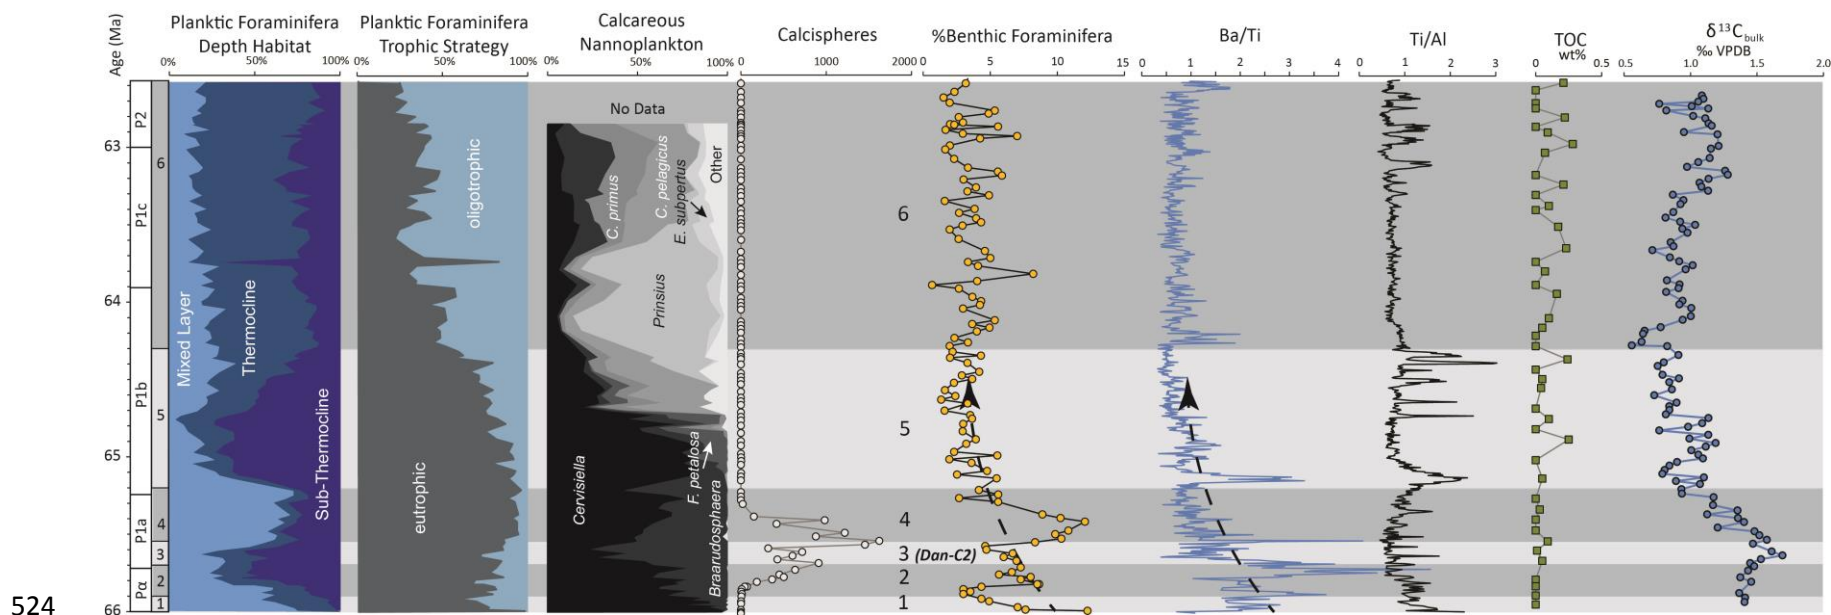 Planktic Foraminifera
Depth Habitat
Planktic Foraminifera
Trophic Strategy
Calcareous
Nannoplankton
Calcispheres
%Benthic Foraminifera
Ba/Ti
Ti/Al
TOC
wt%
δ¹³C bulk
‰ VPDB
Age (Ma)
0% 50% 100%
0% 50% 100%
0% 50% 100%
0 1000 2000
0 5 10 15
0 1 2 3 4
0 1 2 3
0 0.5
0.5 1.0 1.5 2.0
63
64
65
66
P2
P1c
P1b
P1a
Pα
6
5
4
3
2
1
Mixed Layer
Thermocline
Sub-Thermocline
eutrophic
oligotrophic
No Data
C. primus
C. pelagicus
E. subpertus
Other
Prinsius
Cervisiella
F. petalosa
Braarudosphaera
6
5
4
3 (Dan-C2)
2
1
524